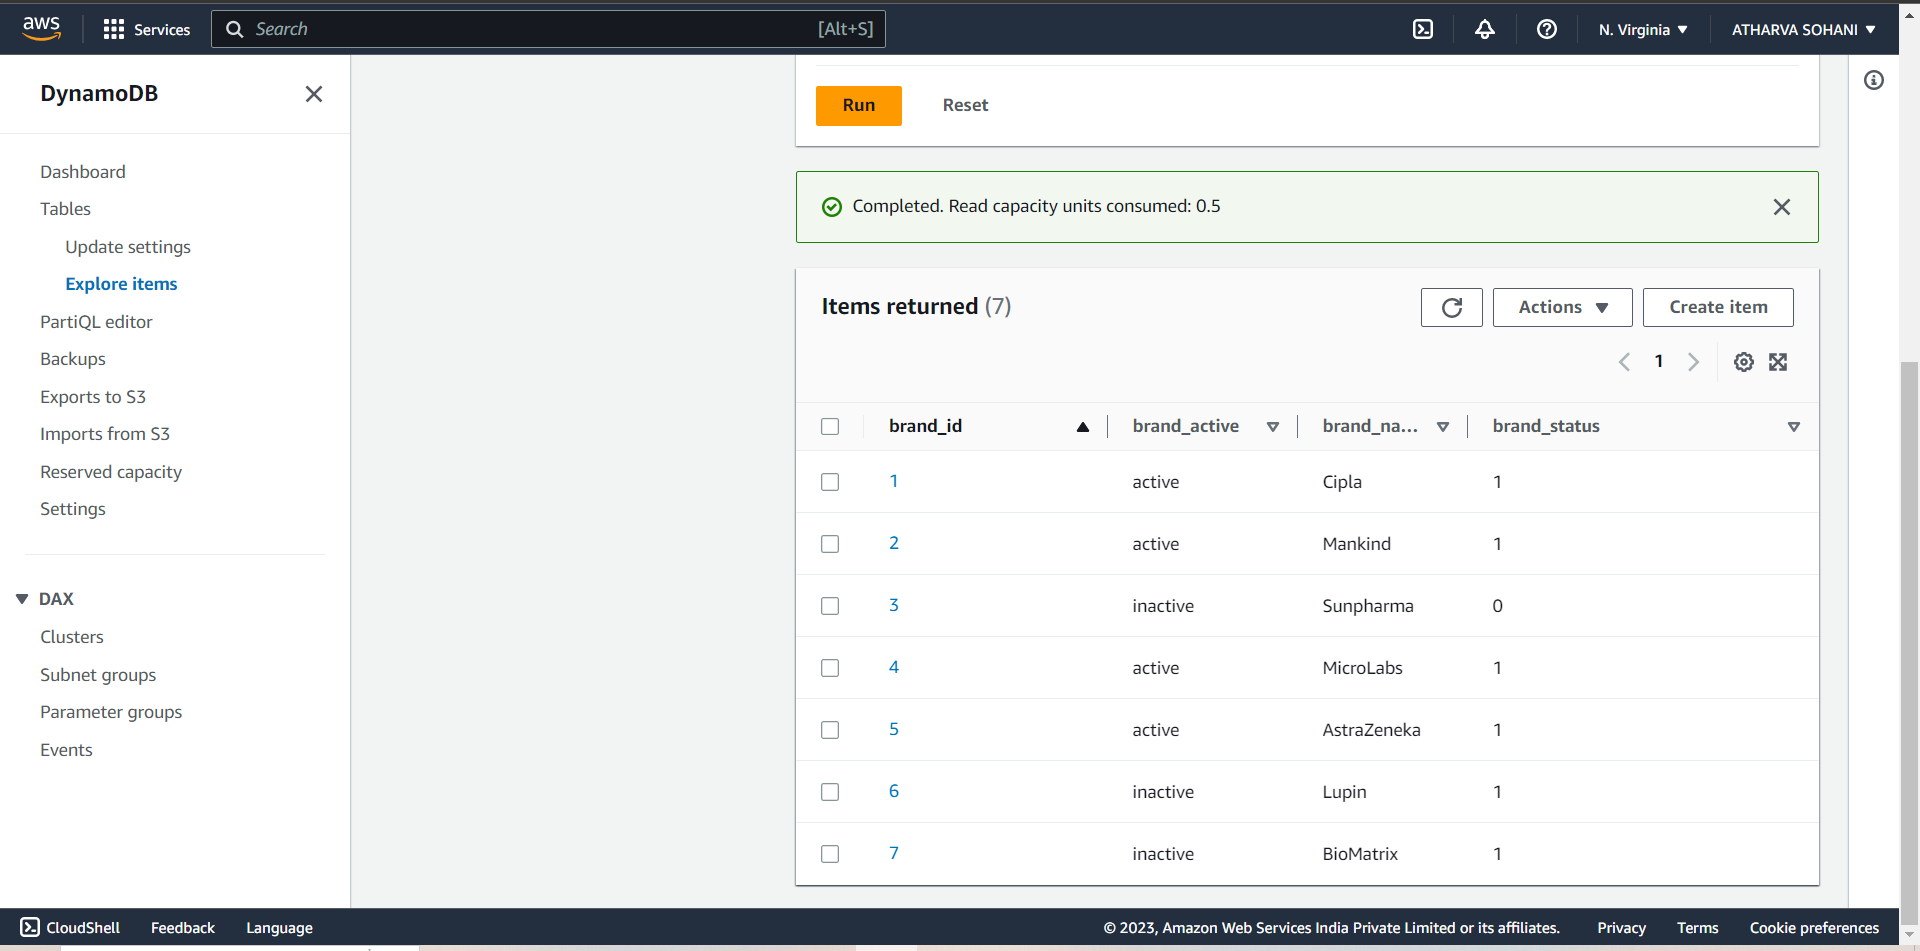 aws Services Search [Alt+S] N. Virginia ATHARVA SOHANI
DynamoDB
Dashboard
Tables
Update settings
Explore items
PartiQL editor
Backups
Exports to S3
Imports from S3
Reserved capacity
Settings
DAX
Clusters
Subnet groups
Parameter groups
Events
Run Reset
Completed. Read capacity units consumed: 0.5
Items returned (7) Actions Create item
1
brand_id brand_active brand_na... brand_status
1 active Cipla 1
2 active Mankind 1
3 inactive Sunpharma 0
4 active MicroLabs 1
5 active AstraZeneka 1
6 inactive Lupin 1
7 inactive BioMatrix 1
CloudShell Feedback Language © 2023, Amazon Web Services India Private Limited or its affiliates. Privacy Terms Cookie preferences